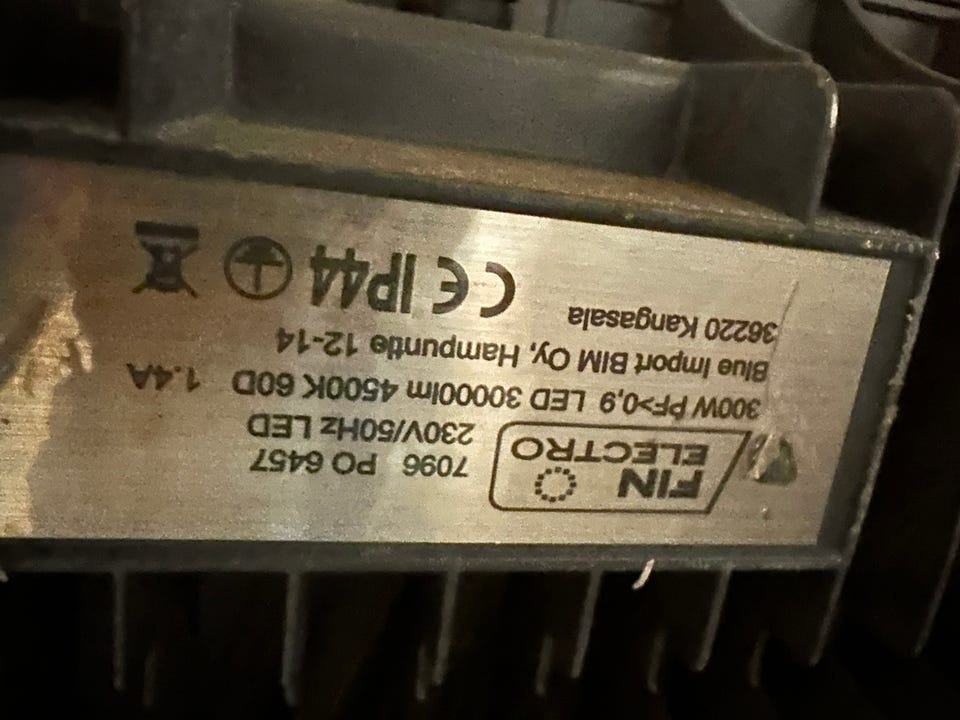 FIN
ELECTRO
7096 PO 6457
230V/50Hz LED
300W PF>0,9 LED 30000lm 4500K 60D 1.4A
Blue Import BIM Oy, Hampuntie 12-14
36220 Kangasala
CE IP44